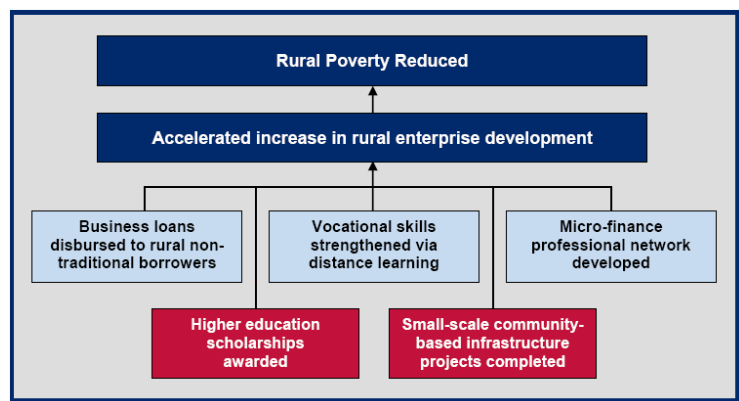 Rural Poverty Reduced
Accelerated increase in rural enterprise development
Business loans
disbursed to rural non-
traditional borrowers
Vocational skills
strengthened via
distance learning
Micro-finance
professional network
developed
Higher education
scholarships
awarded
Small-scale community-
based infrastructure
projects completed